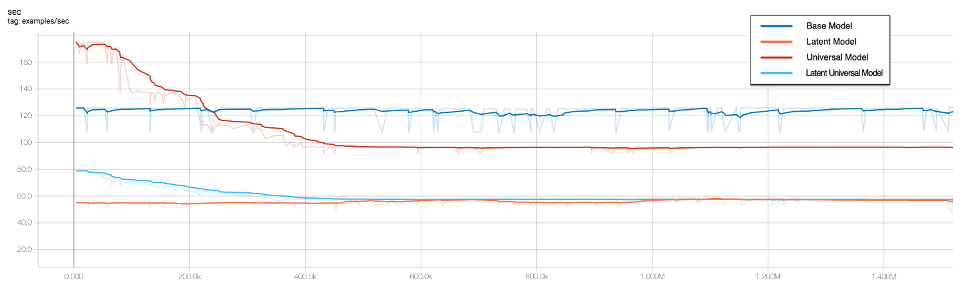 sec
tag: examples/sec
Base Model
Latent Model
Universal Model
Latent Universal Model
160
140
120
100
80.0
60.0
40.0
20.0
0.000 200.0k 400.0k 600.0k 800.0k 1.000M 1.200M 1.400M